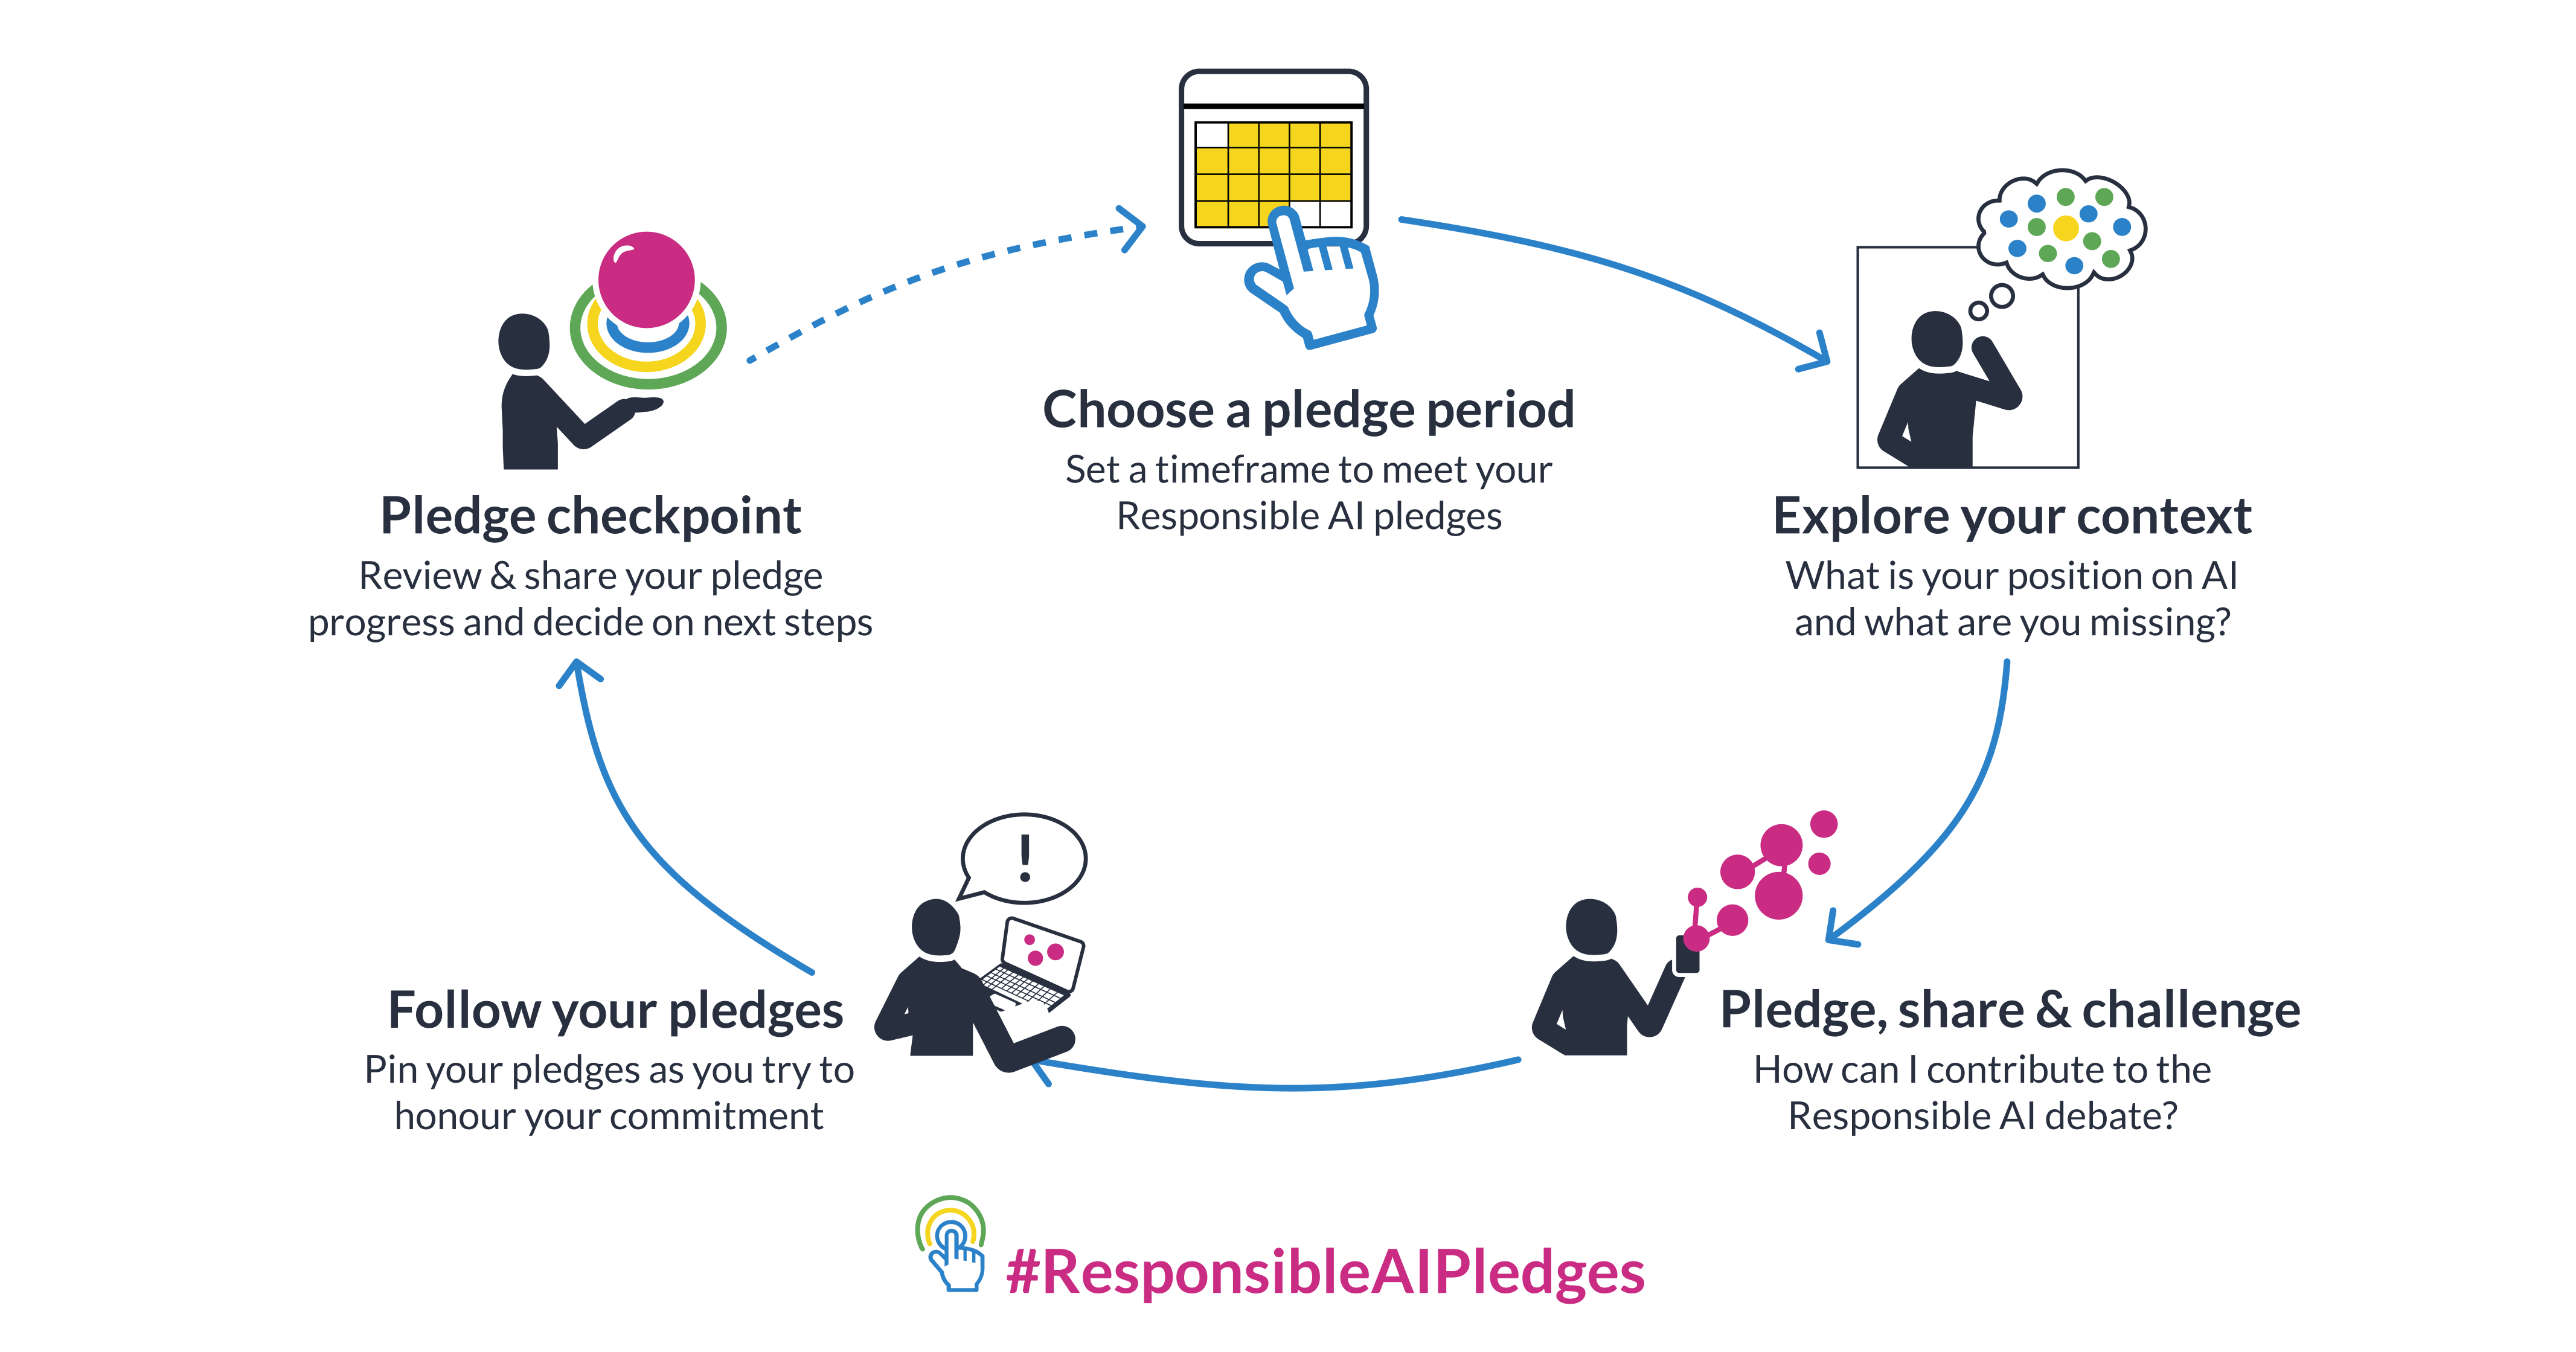 Choose a pledge period
Set a timeframe to meet your
Responsible AI pledges
Explore your context
What is your position on AI
and what are you missing?
Pledge, share & challenge
How can I contribute to the
Responsible AI debate?
!
Follow your pledges
Pin your pledges as you try to
honour your commitment
Pledge checkpoint
Review & share your pledge
progress and decide on next steps
#ResponsibleAIPledges